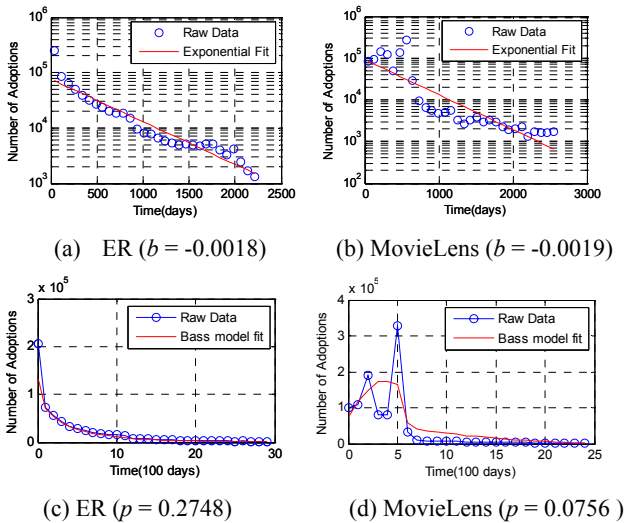 10^6
10^5
10^4
10^3
Number of Adoptions
Raw Data
Exponential Fit
0 500 1000 1500 2000 2500
Time(days)
(a) ER (b = -0.0018)
10^6
10^5
10^4
10^3
10^2
Number of Adoptions
Raw Data
Exponential Fit
0 1000 2000 3000
Time(days)
(b) MovieLens (b = -0.0019)
x 10^5
3
2
1
0
Number of Adoptions
Raw Data
Bass model fit
0 10 20 30
Time(100 days)
(c) ER (p = 0.2748)
x 10^5
4
3
2
1
0
Number of Adoptions
Raw Data
Bass model fit
0 5 10 15 20 25
Time(100 days)
(d) MovieLens (p = 0.0756 )